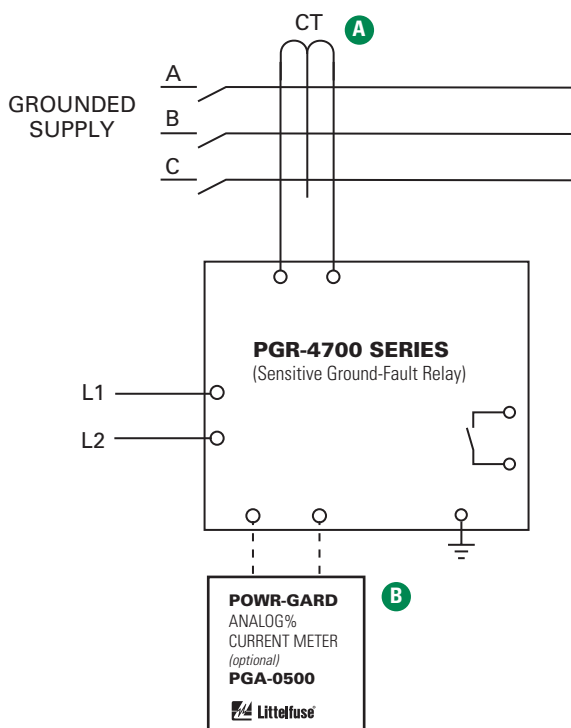 CT
A
A
GROUNDED
SUPPLY
B
C
PGR-4700 SERIES
(Sensitive Ground-Fault Relay)
L1
L2
POWR-GARD
B
ANALOG%
CURRENT METER
(optional)
PGA-0500
Littelfuse®